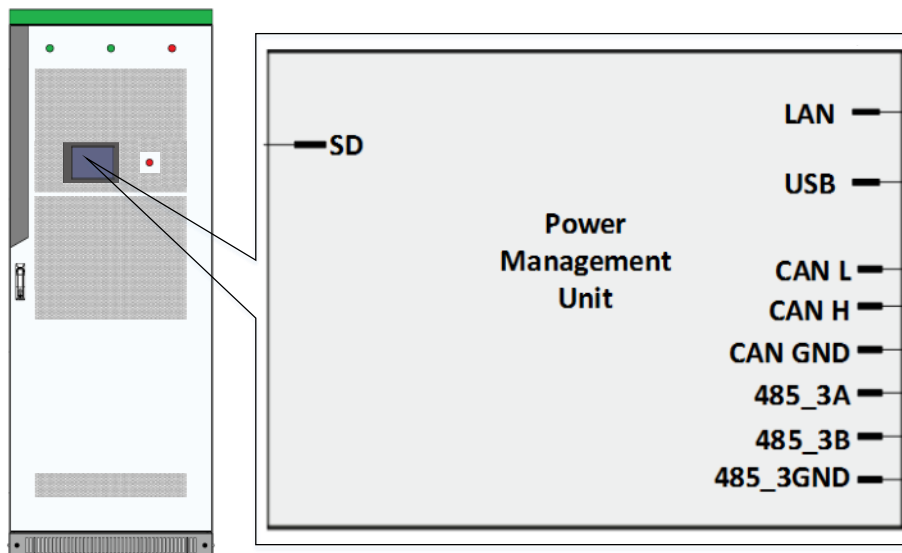 SD
Power
Management
Unit
LAN
USB
CAN L
CAN H
CAN GND
485_3A
485_3B
485_3GND